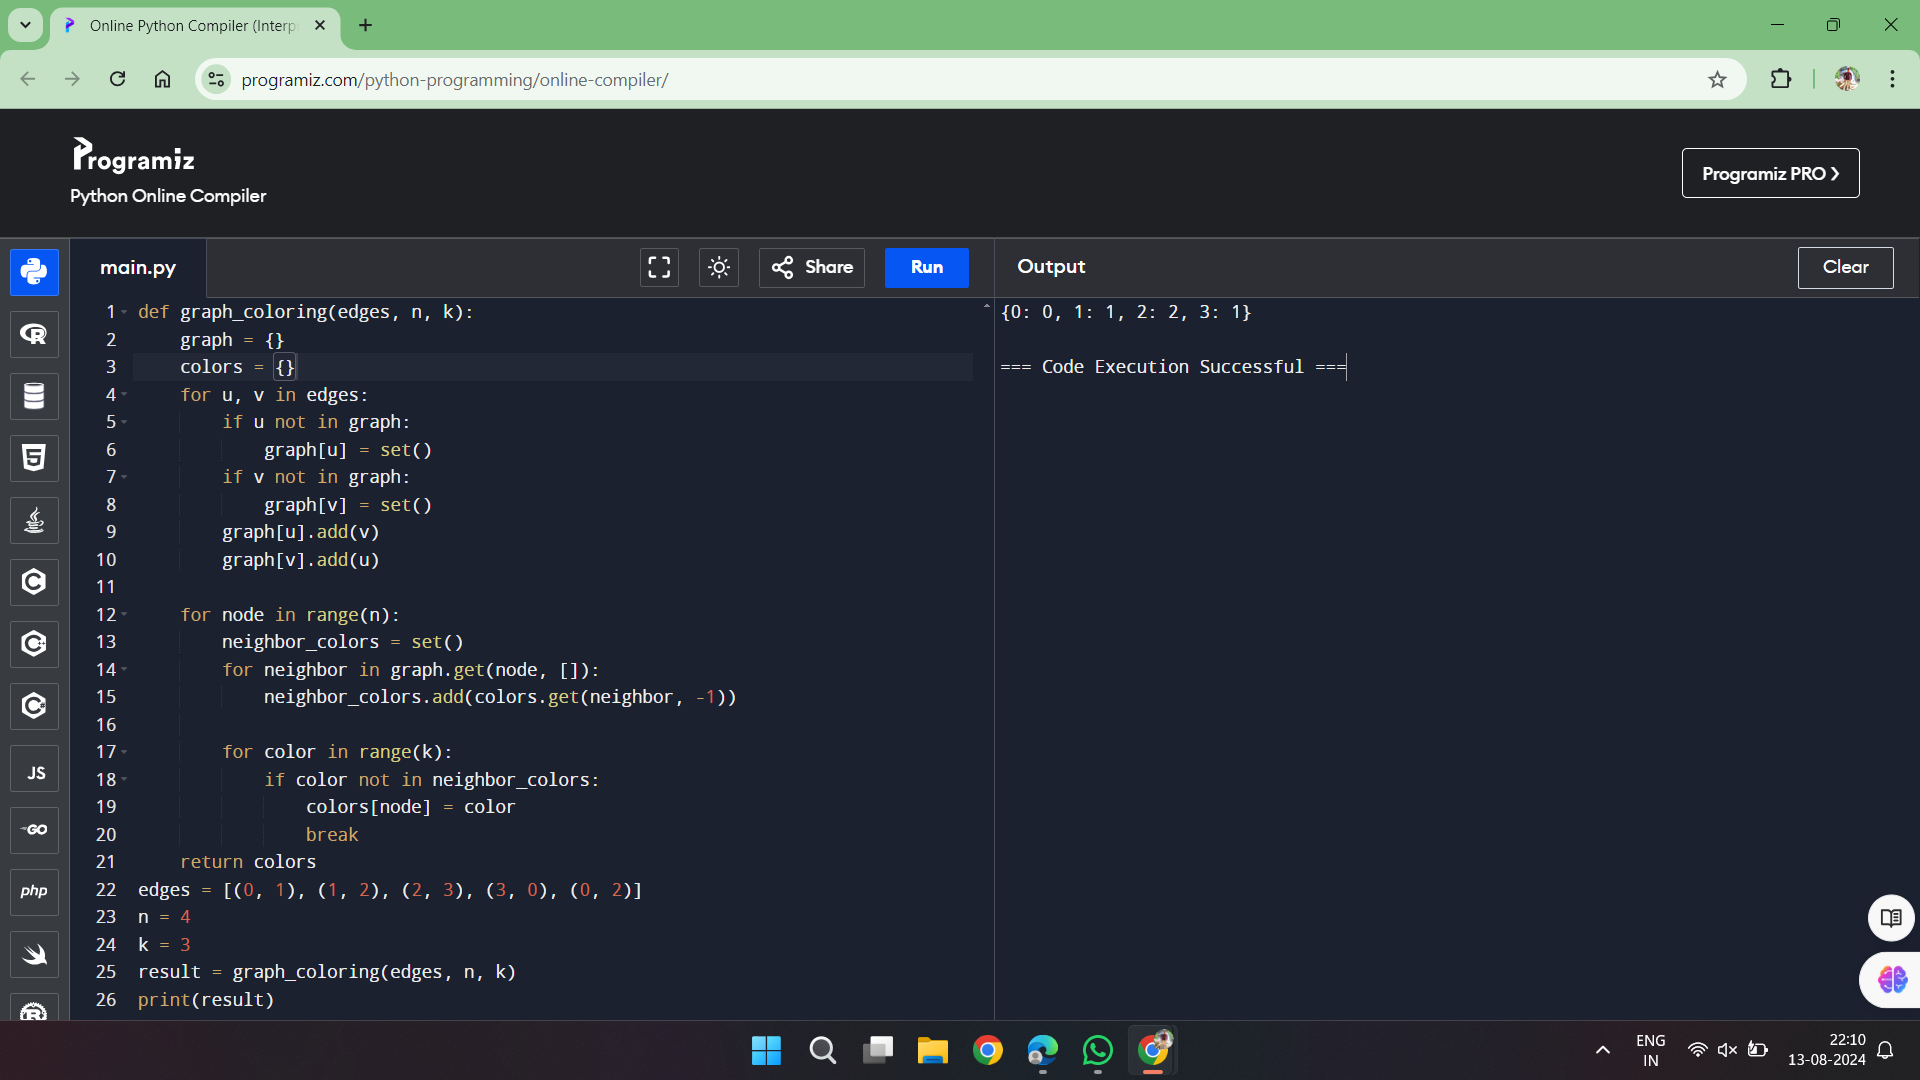 Online Python Compiler (Interp
programiz.com/python-programming/online-compiler/
Programiz
Python Online Compiler
Programiz PRO
main.py
Share
Run
Output
Clear
1 def graph_coloring(edges, n, k):
2     graph = {}
3     colors = {}
4     for u, v in edges:
5         if u not in graph:
6             graph[u] = set()
7         if v not in graph:
8             graph[v] = set()
9         graph[u].add(v)
10         graph[v].add(u)
11
12     for node in range(n):
13         neighbor_colors = set()
14         for neighbor in graph.get(node, []):
15             neighbor_colors.add(colors.get(neighbor, -1))
16
17         for color in range(k):
18             if color not in neighbor_colors:
19                 colors[node] = color
20                 break
21     return colors
22 edges = [(0, 1), (1, 2), (2, 3), (3, 0), (0, 2)]
23 n = 4
24 k = 3
25 result = graph_coloring(edges, n, k)
26 print(result)
{0: 0, 1: 1, 2: 2, 3: 1}
=== Code Execution Successful ===
JS
GO
php
ENG
IN
22:10
13-08-2024